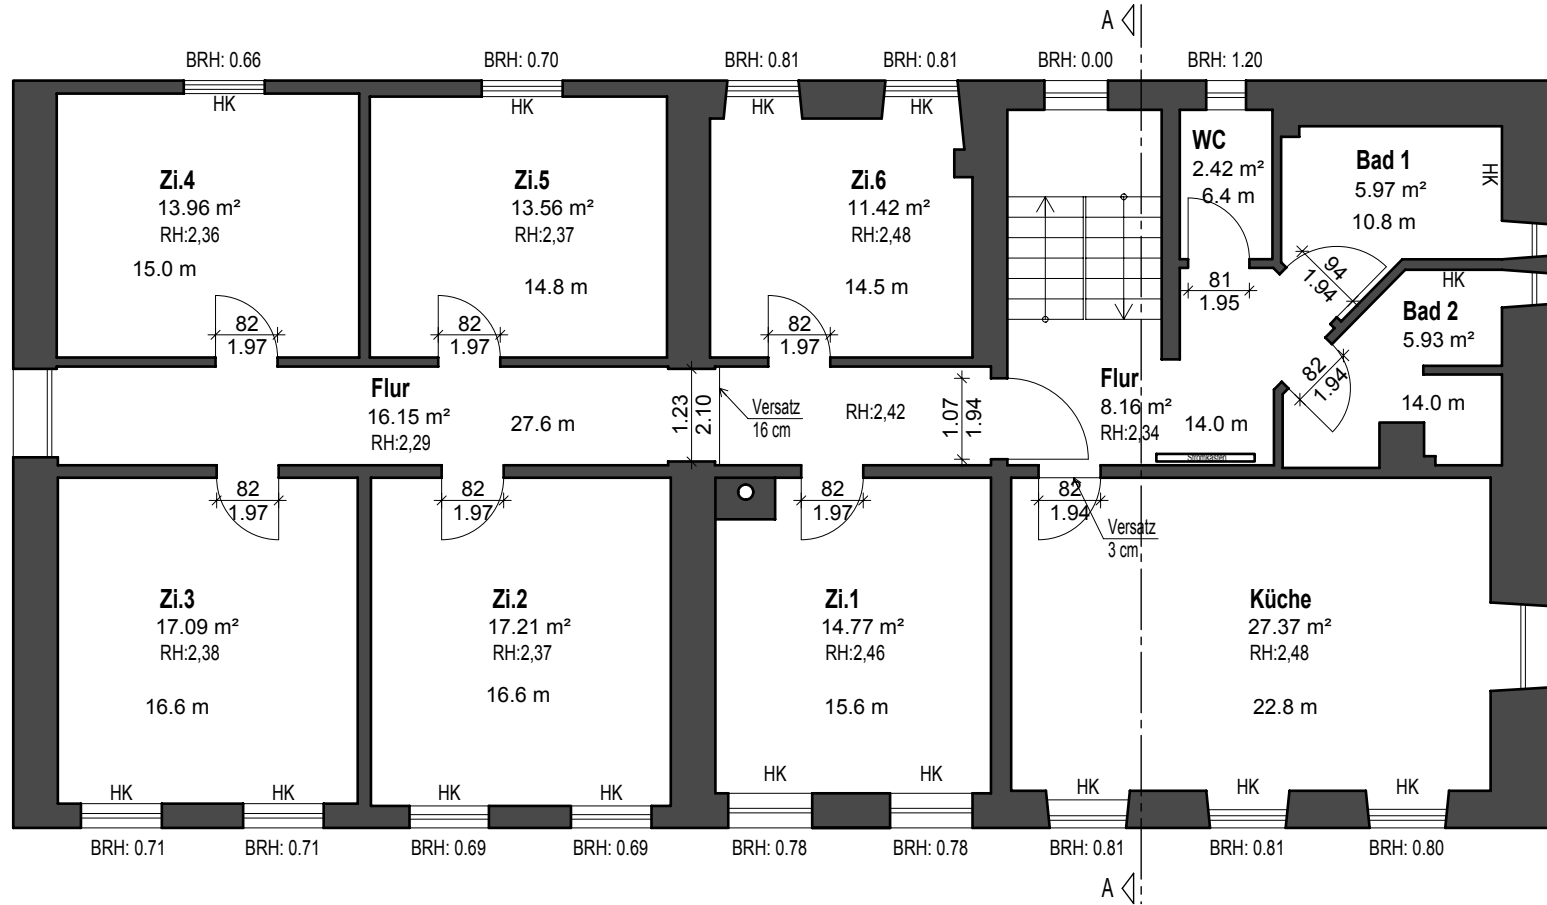 A
BRH: 0.66
BRH: 0.70
BRH: 0.81
BRH: 0.81
BRH: 0.00
BRH: 1.20
HK
HK
HK
HK
Zi.4
13.96 m²
RH:2,36
15.0 m
82
1.97
Zi.5
13.56 m²
RH:2,37
14.8 m
82
1.97
Zi.6
11.42 m²
RH:2,48
14.5 m
82
1.97
WC
2.42 m²
6.4 m
81
1.95
Bad 1
5.97 m²
10.8 m
HK
94
1.94
HK
Bad 2
5.93 m²
14.0 m
82
1.94
Flur
16.15 m²
RH:2,29
27.6 m
1.23
2.10
Versatz
16 cm
RH:2,42
1.07
1.94
Flur
8.16 m²
RH:2,34
14.0 m
Stromkasten
82
1.97
82
1.97
82
1.97
82
1.94
Versatz
3 cm
Zi.3
17.09 m²
RH:2,38
16.6 m
Zi.2
17.21 m²
RH:2,37
16.6 m
Zi.1
14.77 m²
RH:2,46
15.6 m
Küche
27.37 m²
RH:2,48
22.8 m
HK
HK
HK
HK
HK
HK
HK
HK
HK
BRH: 0.71
BRH: 0.71
BRH: 0.69
BRH: 0.69
BRH: 0.78
BRH: 0.78
BRH: 0.81
BRH: 0.81
BRH: 0.80
A